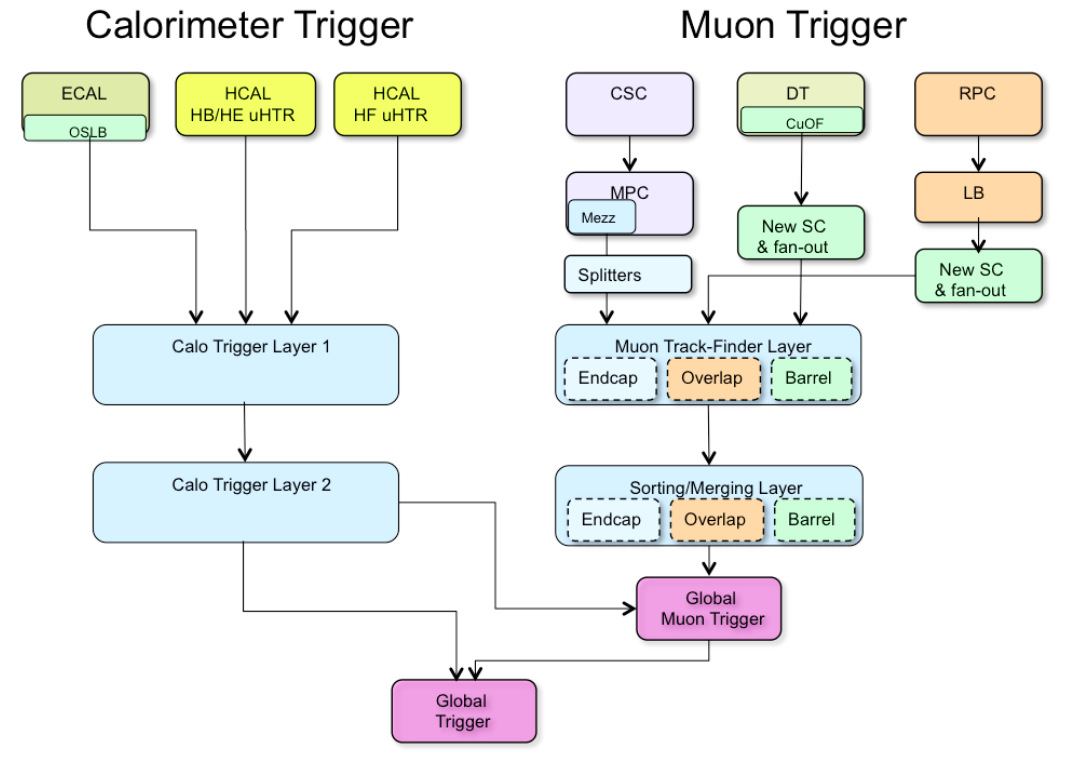 Calorimeter Trigger
Muon Trigger
ECAL
OSLB
HCAL
HB/HE uHTR
HCAL
HF uHTR
CSC
DT
CuOF
RPC
MPC
Mezz
LB
New SC
& fan-out
Splitters
New SC
& fan-out
Calo Trigger Layer 1
Muon Track-Finder Layer
Endcap
Overlap
Barrel
Calo Trigger Layer 2
Sorting/Merging Layer
Endcap
Overlap
Barrel
Global
Muon Trigger
Global
Trigger